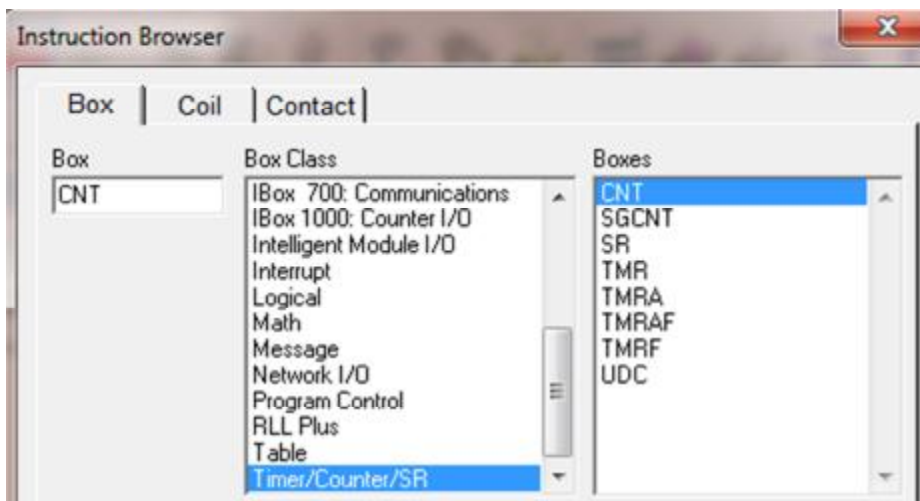 Instruction Browser
Box
Coil
Contact
Box
CNT
Box Class
IBox 700: Communications
IBox 1000: Counter I/O
Intelligent Module I/O
Interrupt
Logical
Math
Message
Network I/O
Program Control
RLL Plus
Table
Timer/Counter/SR
Boxes
CNT
SGCNT
SR
TMR
TMRA
TMRAF
TMRF
UDC